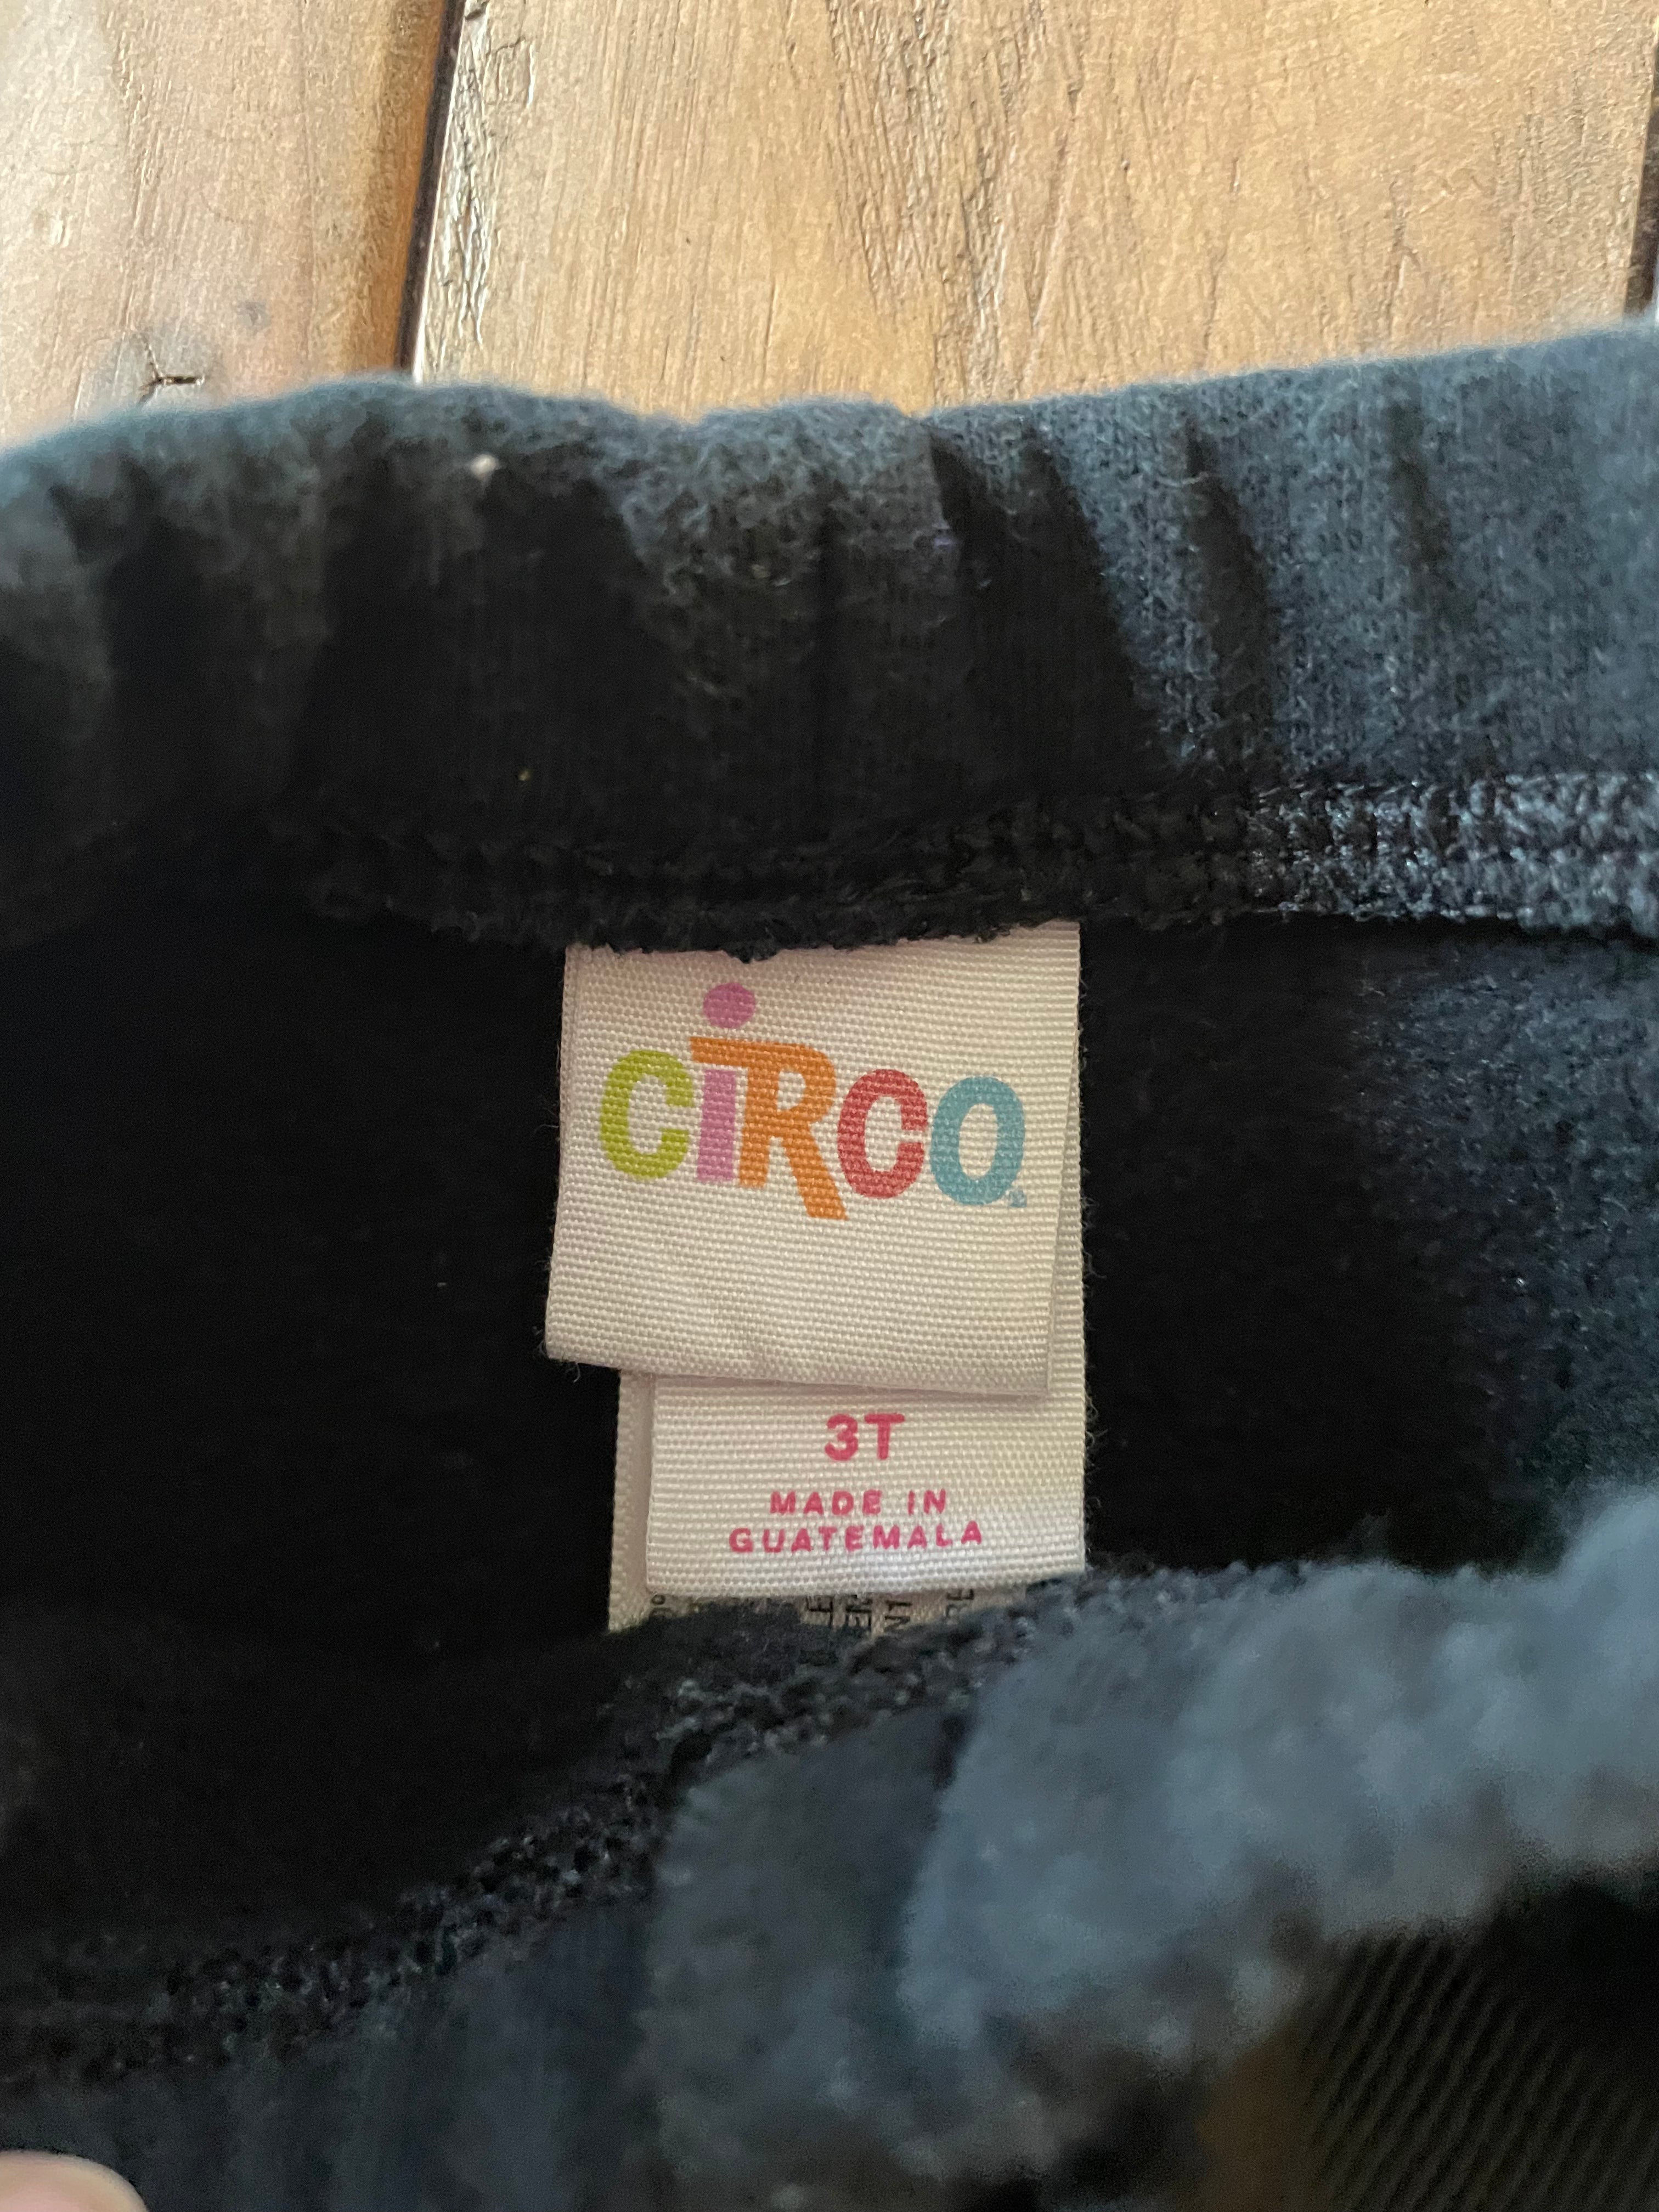 CiRCO
3T
MADE IN
GUATEMALA